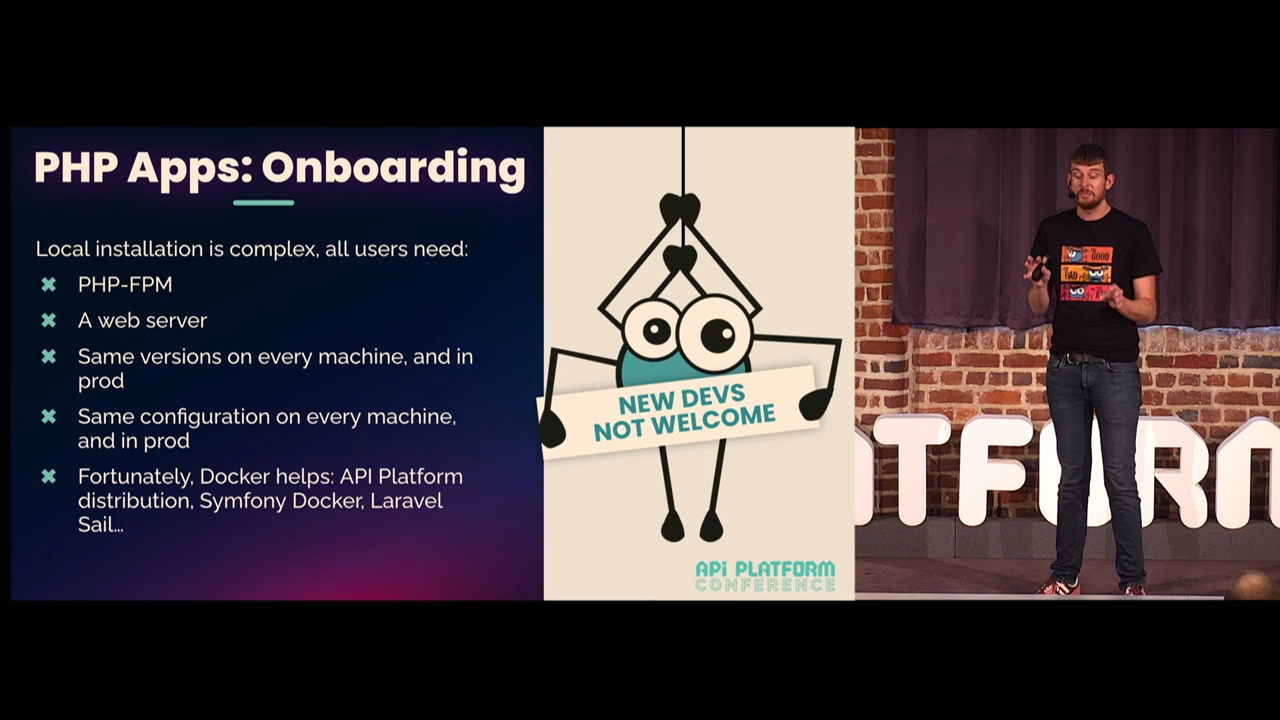 PHP Apps: Onboarding
Local installation is complex, all users need:
PHP-FPM
A web server
Same versions on every machine, and in
prod
Same configuration on every machine,
and in prod
Fortunately, Docker helps: API Platform
distribution, Symfony Docker, Laravel
Sail…
NEW DEVS
NOT WELCOME
APi PLATFORM
CONFERENCE
GOOD
BAD
ATFORM